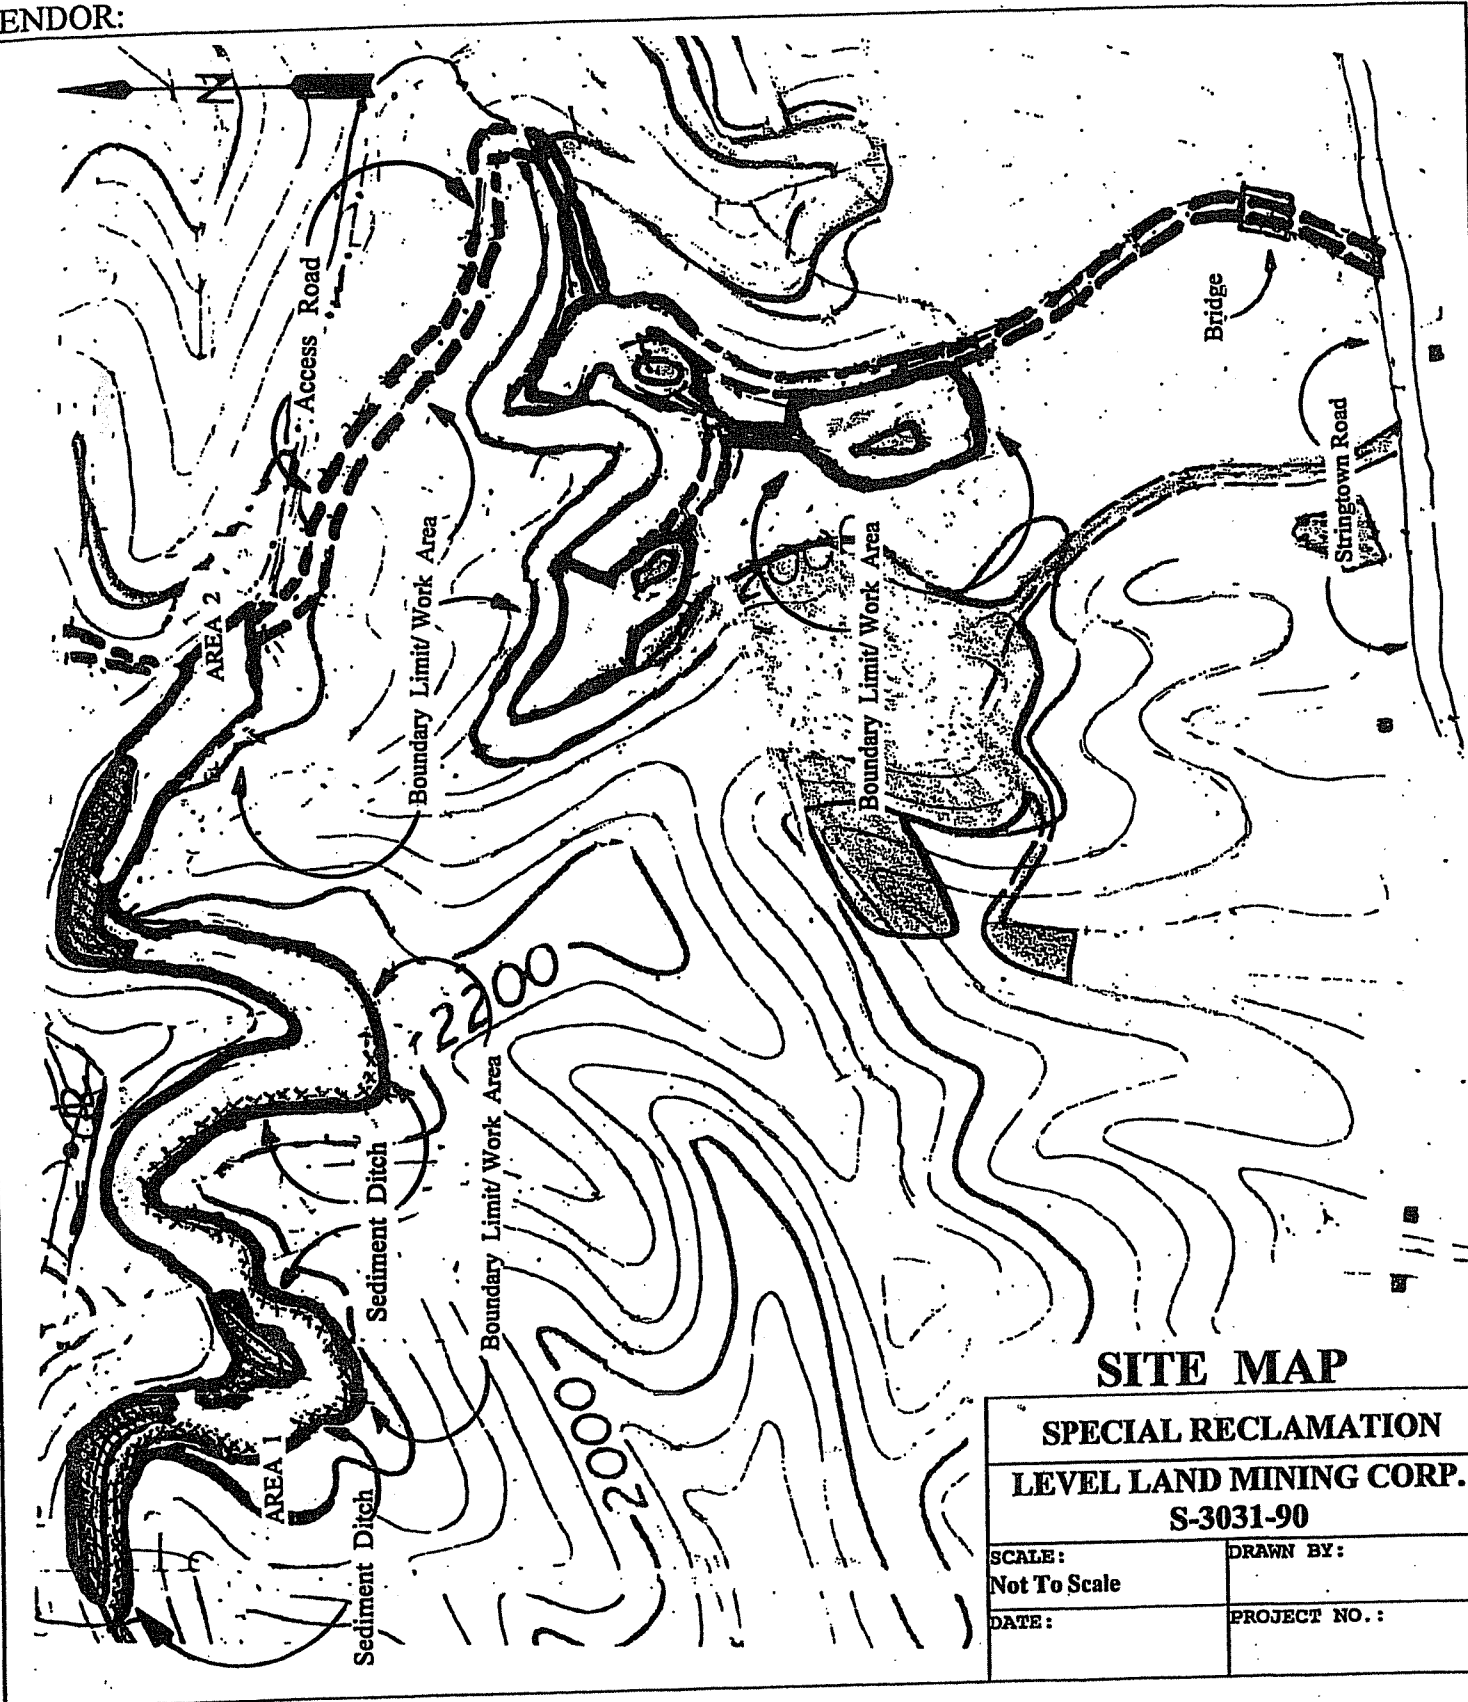 ENDOR:
N
Access Road
AREA 2
Boundary Limit/ Work Area
Bridge
Stringtown Road
Boundary Limit/ Work Area
2200
Sediment Ditch
Boundary Limit/ Work Area
2000
AREA 1
Sediment Ditch
SITE MAP
SPECIAL RECLAMATION
LEVEL LAND MINING CORP.
S-3031-90
SCALE:
Not To Scale
DRAWN BY:
DATE:
PROJECT NO.: